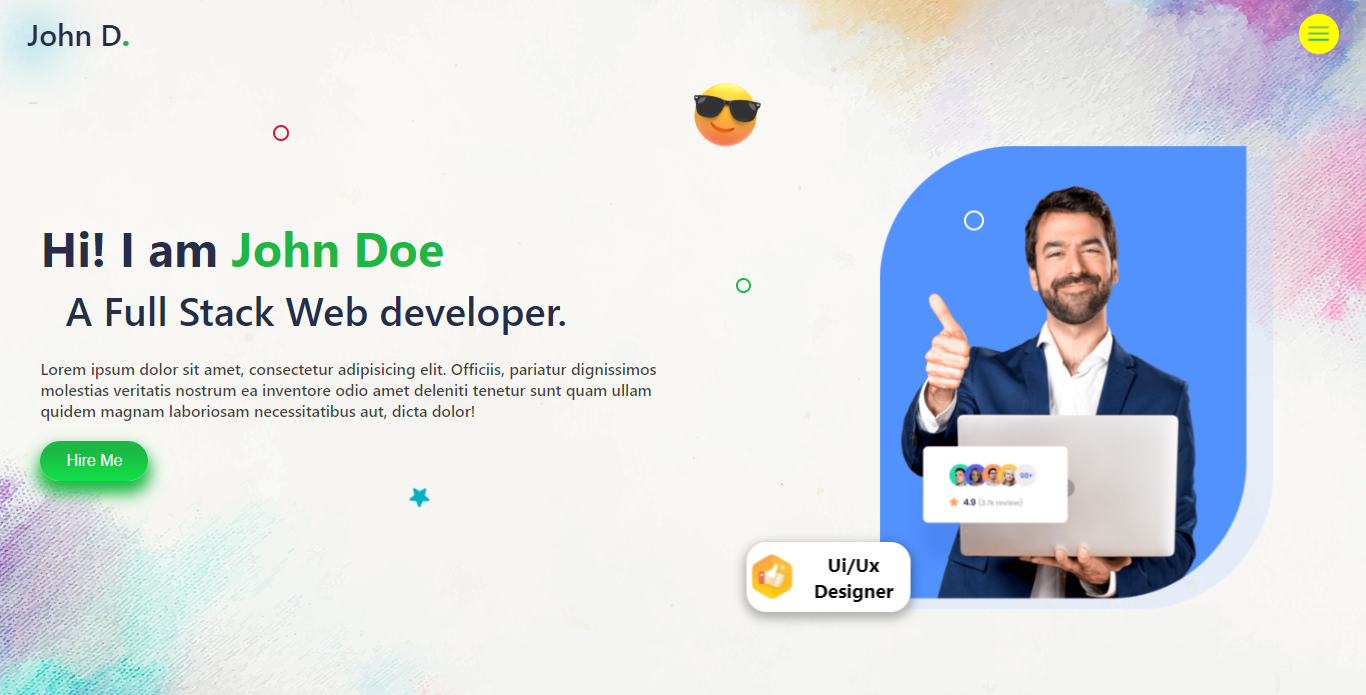 John D.
Hi! I am John Doe
A Full Stack Web developer.
Lorem ipsum dolor sit amet, consectetur adipisicing elit. Officiis, pariatur dignissimos
molestias veritatis nostrum ea inventore odio amet deleniti tenetur sunt quam ullam
quidem magnam laboriosam necessitatibus aut, dicta dolor!
Hire Me
98+
4.9 (3.7k review)
Ui/Ux
Designer